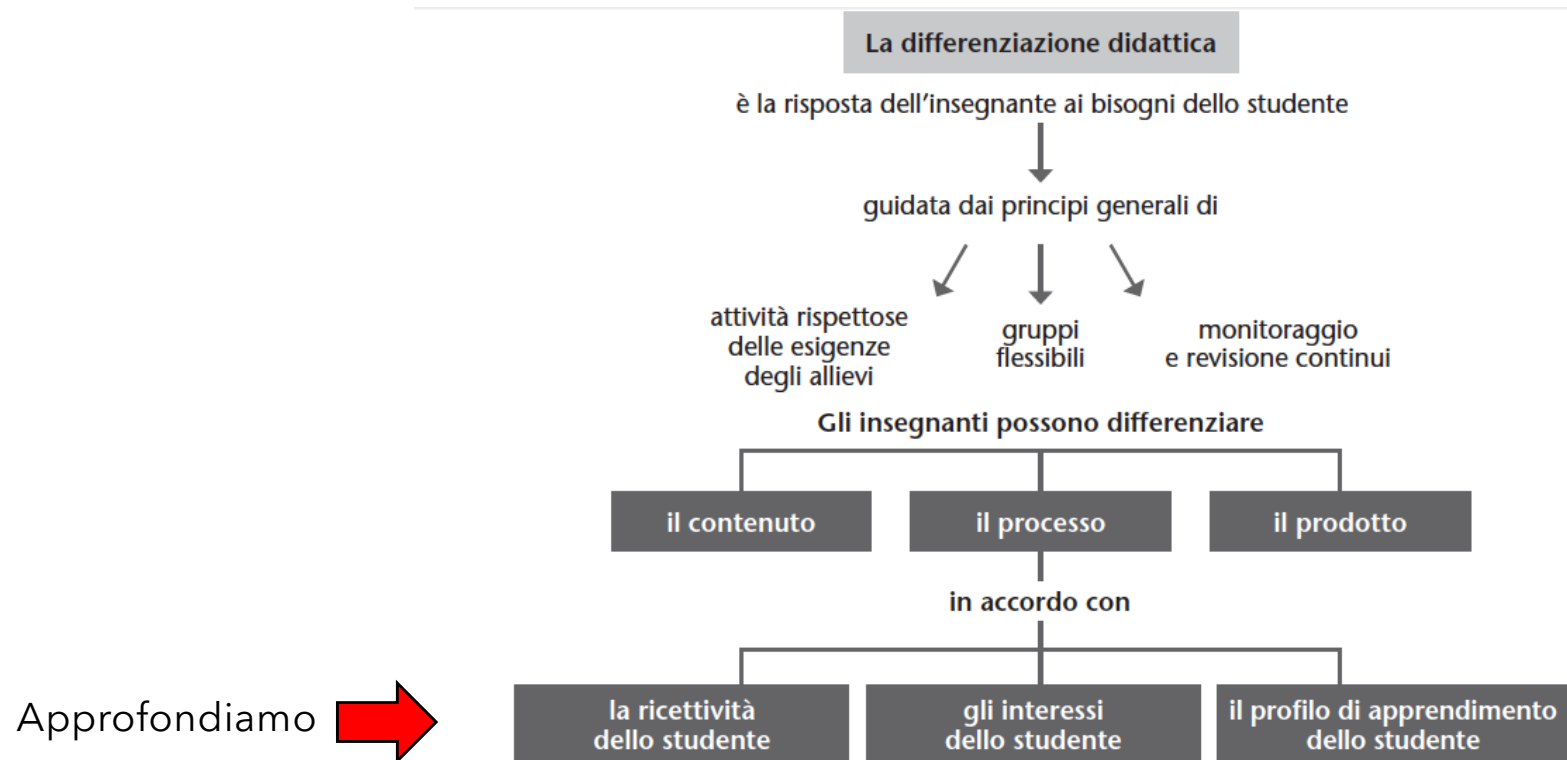 La differenziazione didattica
è la risposta dell'insegnante ai bisogni dello studente
guidata dai principi generali di
attività rispettose
delle esigenze
degli allievi
gruppi
flessibili
monitoraggio
e revisione continui
Gli insegnanti possono differenziare
il contenuto
il processo
il prodotto
in accordo con
Approfondiamo
la ricettività
dello studente
gli interessi
dello studente
il profilo di apprendimento
dello studente